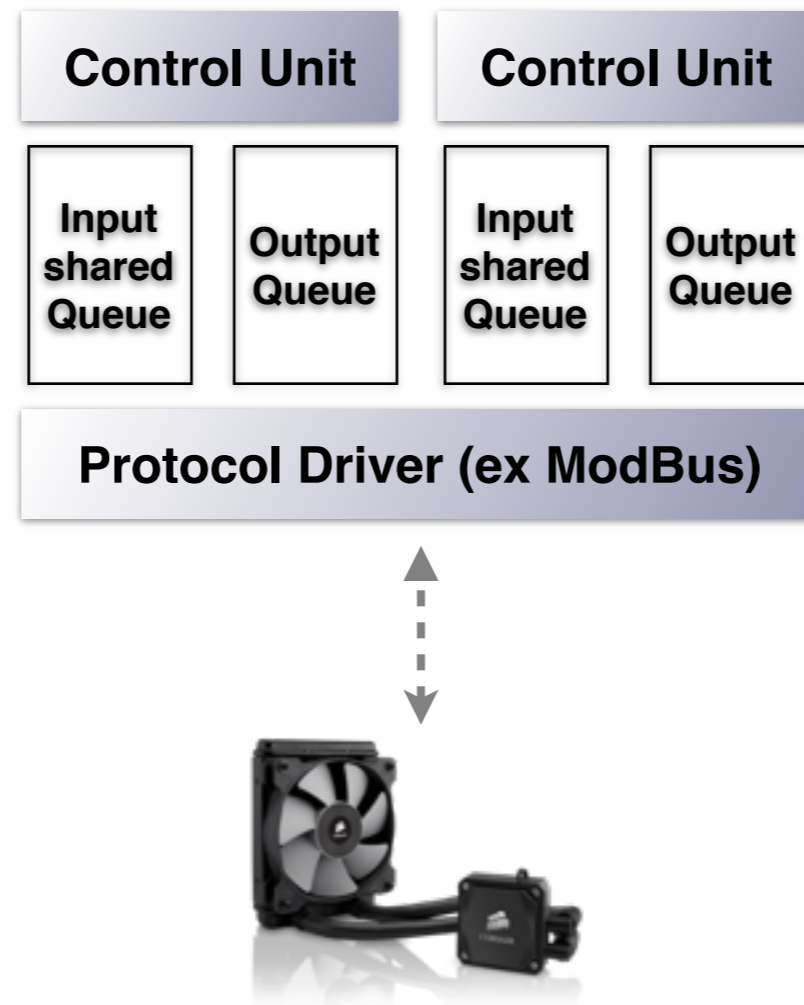 Control Unit
Control Unit
Input
shared
Queue
Output
Queue
Input
shared
Queue
Output
Queue
Protocol Driver (ex ModBus)